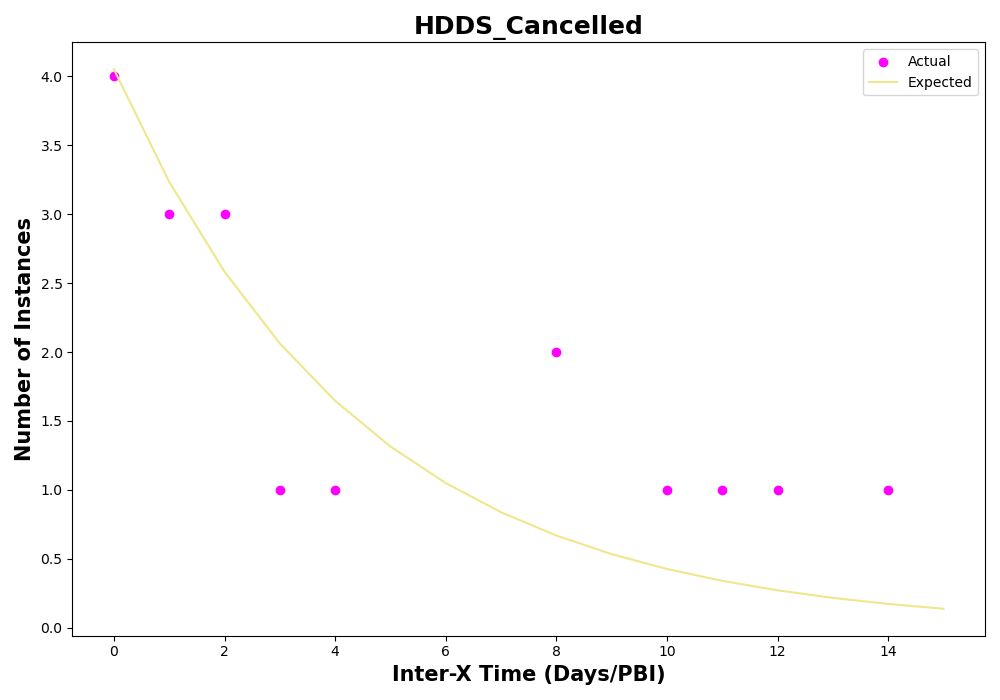 HDDS_Cancelled
Actual
Expected
Number of Instances
4.0
3.5
3.0
2.5
2.0
1.5
1.0
0.5
0.0
0 2 4 6 8 10 12 14
Inter-X Time (Days/PBI)